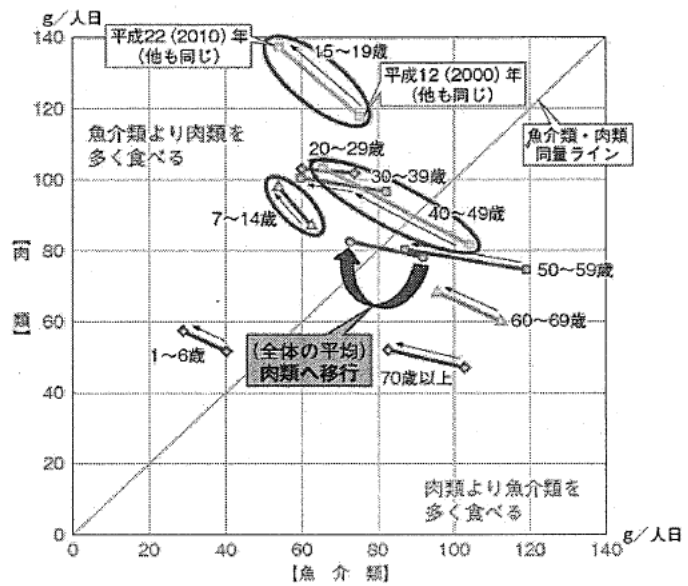 g／人日
140
平成22（2010）年
（他も同じ）
15～19歳
平成12（2000）年
（他も同じ）
120
魚介類より肉類を
多く食べる
魚介類・肉類
同量ライン
20～29歳
100
30～39歳
7～14歳
40～49歳
【肉類】
80
50～59歳
60
60～69歳
1～6歳
（全体の平均）
肉類へ移行
70歳以上
40
20
肉類より魚介類を
多く食べる
0
g／人日
0 20 40 60 80 100 120 140
【魚介類】